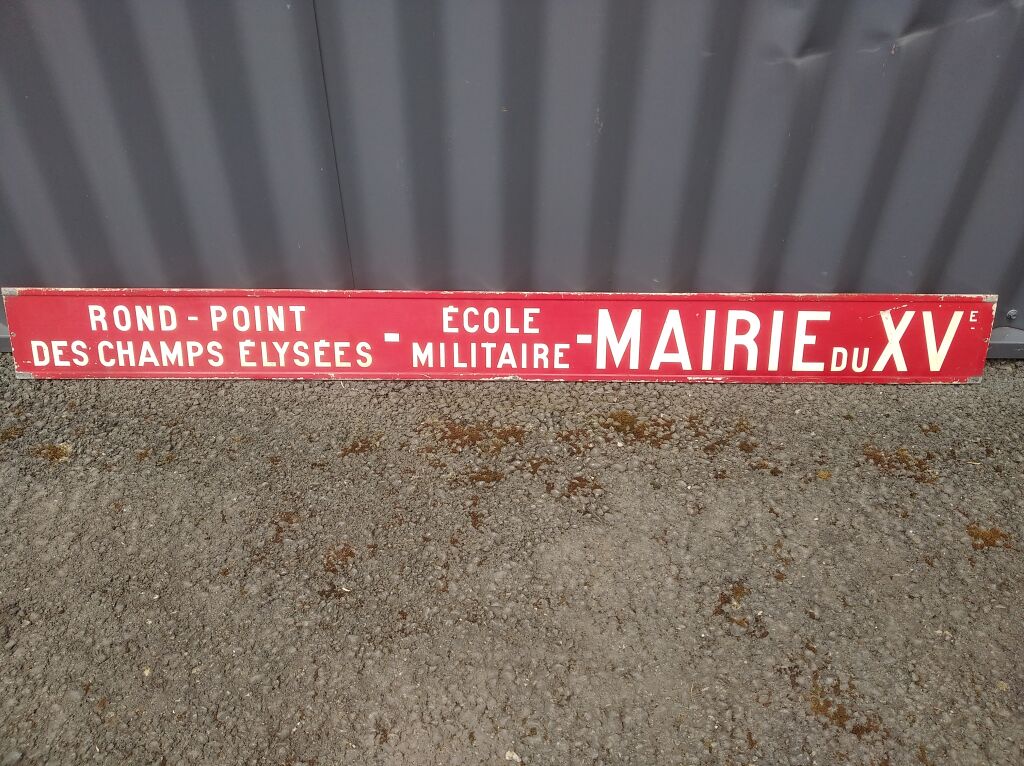 ROND - POINT
DES CHAMPS ÉLYSÉES - ÉCOLE
MILITAIRE - MAIRIE DU XVE